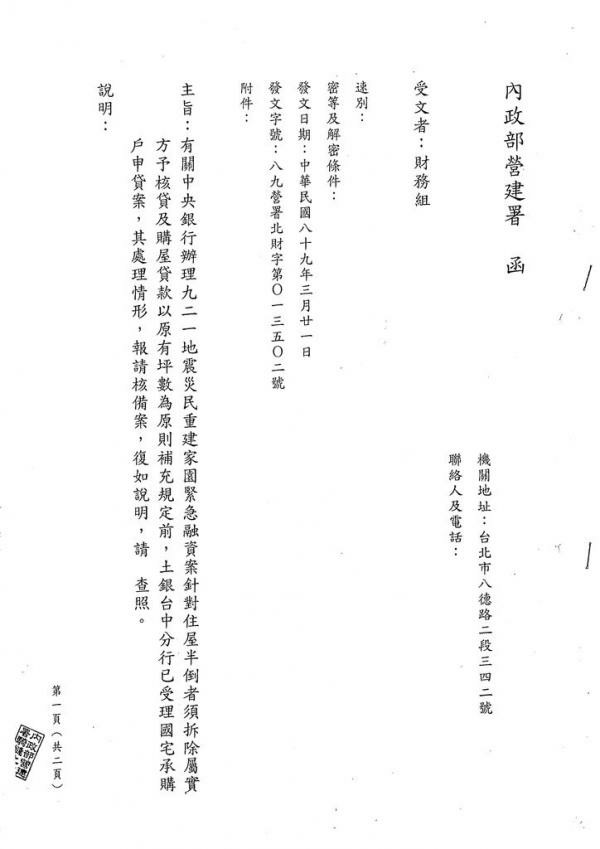 內政部營建署　函
機關地址：台北市八德路二段三四二號
聯絡人及電話：
受文者：財務組
速別：
密等及解密條件：
發文日期：中華民國八十九年三月廿一日
發文字號：八九營署北財字第〇一三五〇二號
附件：
主旨：有關中央銀行辦理九二一地震災民重建家園緊急融資案針對住屋半倒者須拆除屬實
方予核貸及購屋貸款以原有坪數為原則補充規定前，土銀台中分行已受理國宅承購
戶申貸案，其處理情形，報請核備案，復如說明，請　查照。
說明：
第一頁（共二頁）